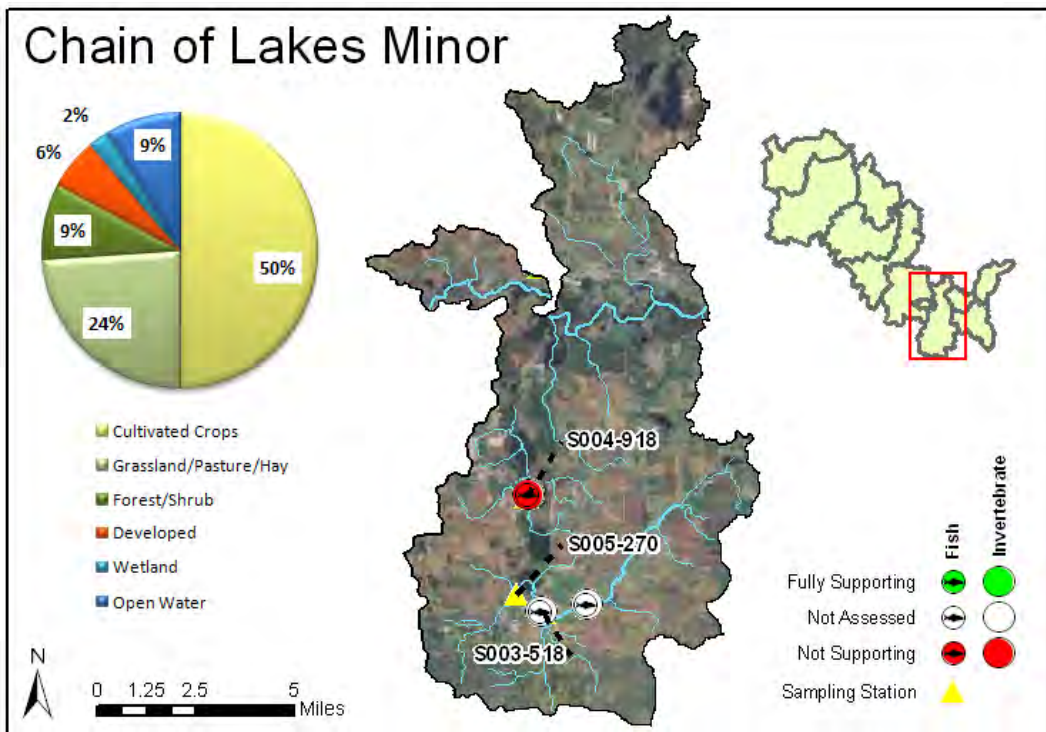 Chain of Lakes Minor
2%
9%
6%
9%
50%
24%
Cultivated Crops
Grassland/Pasture/Hay
Forest/Shrub
Developed
Wetland
Open Water
N
0 1.25 2.5 5
Miles
S004-918
S005-270
S003-518
Fish
Invertebrate
Fully Supporting
Not Assessed
Not Supporting
Sampling Station